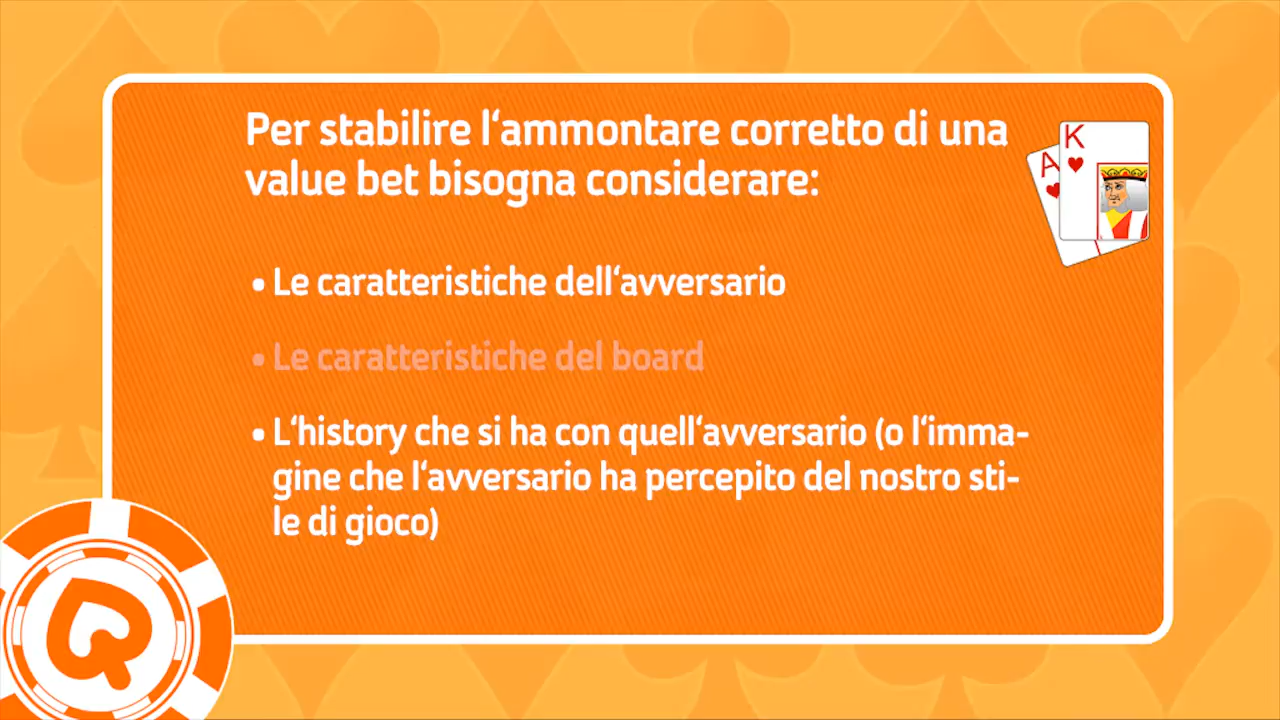 Per stabilire l‘ammontare corretto di una
value bet bisogna considerare:
• Le caratteristiche dell‘avversario
• Le caratteristiche del board
• L‘history che si ha con quell‘avversario (o l‘imma-
gine che l‘avversario ha percepito del nostro sti-
le di gioco)
K
A